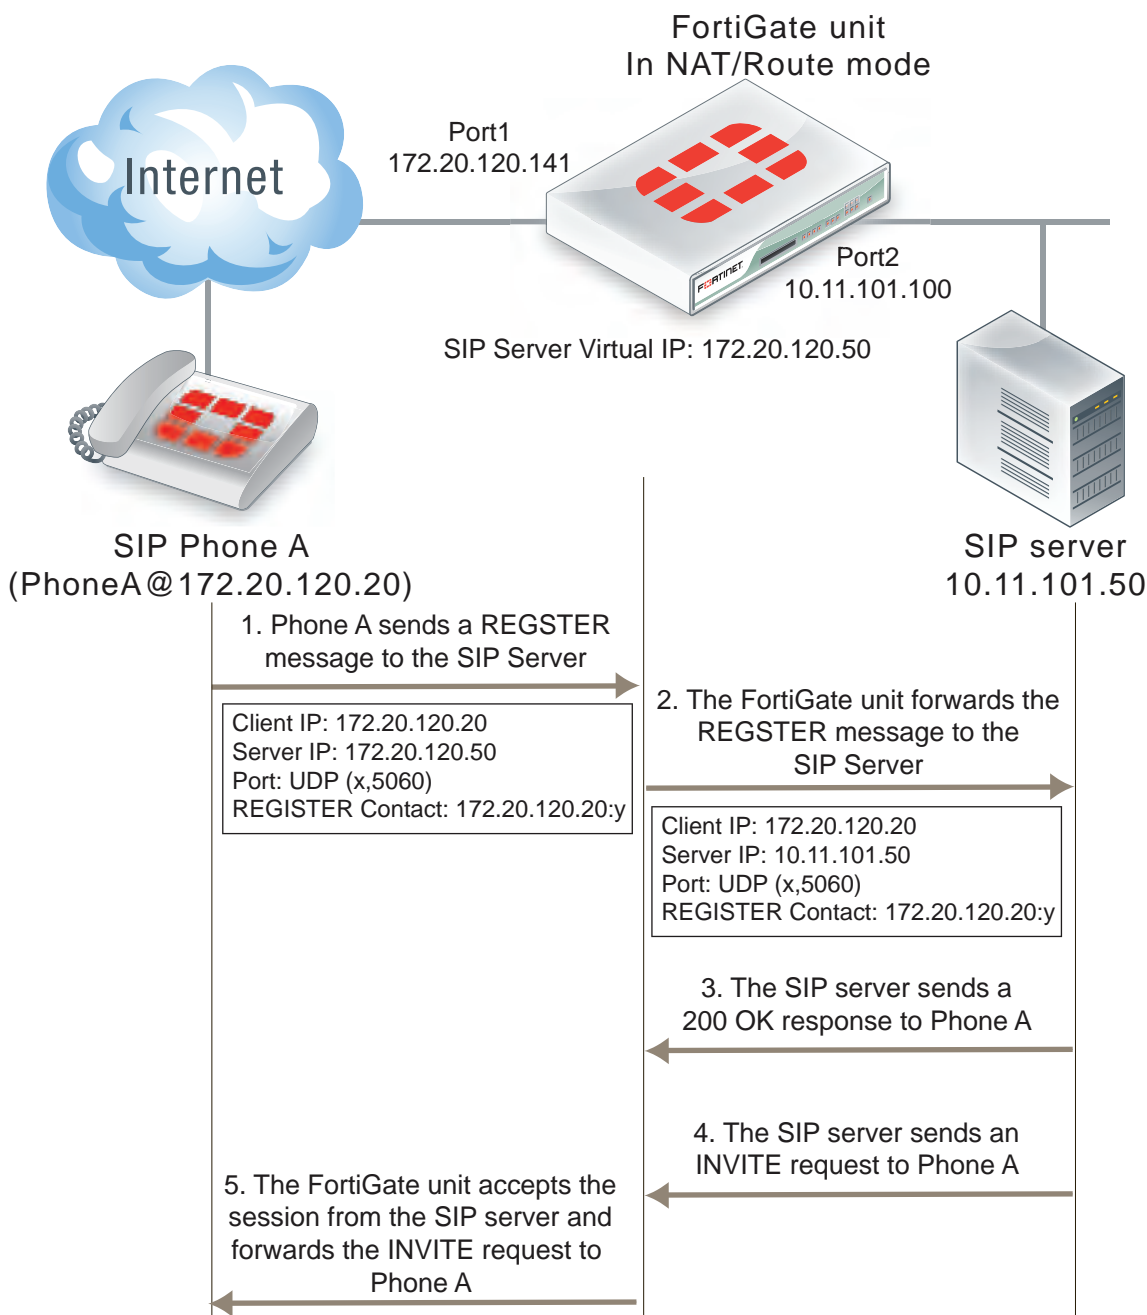 FortiGate unit
In NAT/Route mode
Port1
172.20.120.141
Internet
FORTINET
Port2
10.11.101.100
SIP Server Virtual IP: 172.20.120.50
SIP Phone A
(PhoneA@172.20.120.20)
SIP server
10.11.101.50
1. Phone A sends a REGSTER
message to the SIP Server
Client IP: 172.20.120.20
Server IP: 172.20.120.50
Port: UDP (x,5060)
REGISTER Contact: 172.20.120.20:y
2. The FortiGate unit forwards the
REGSTER message to the
SIP Server
Client IP: 172.20.120.20
Server IP: 10.11.101.50
Port: UDP (x,5060)
REGISTER Contact: 172.20.120.20:y
3. The SIP server sends a
200 OK response to Phone A
4. The SIP server sends an
INVITE request to Phone A
5. The FortiGate unit accepts the
session from the SIP server and
forwards the INVITE request to
Phone A